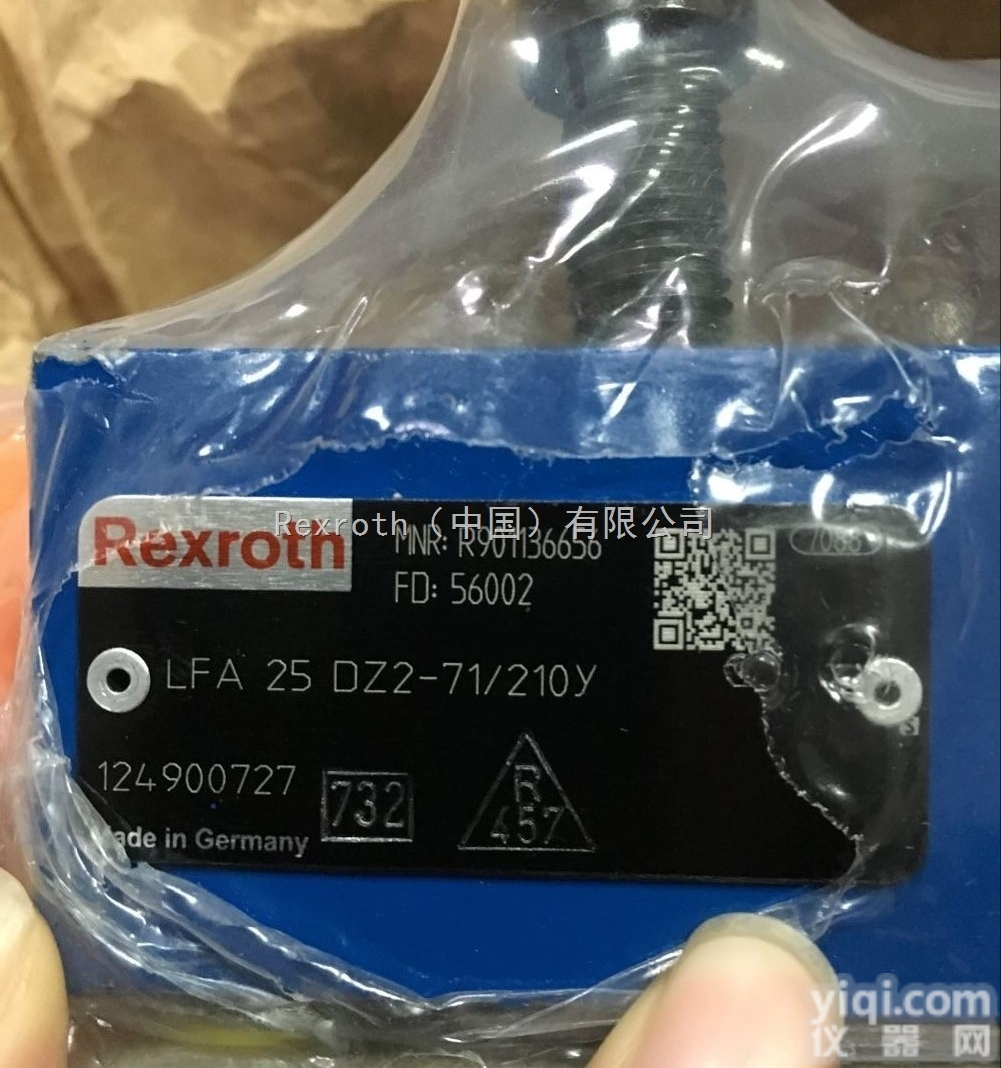 Rexroth
Rexroth（中国）有限公司
MNR: R901136656
7088
FD: 56002
LFA 25 DZ2-71/210Y
S
124900727
732
R
457
Made in Germany
yiqi.com
仪器网